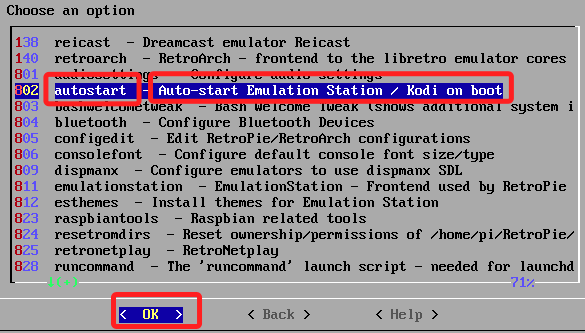 Choose an option
138 reicast - Dreamcast emulator Reicast
140 retroarch - RetroArch - frontend to the libretro emulator cores
801 audiosettings - Configure audio settings
802 autostart - Auto-start Emulation Station / Kodi on boot
803 bashwelcometweak - Bash Welcome Tweak (shows additional system i
804 bluetooth - Configure Bluetooth Devices
805 configedit - Edit RetroPie/RetroArch configurations
806 consolefont - Configure default console font size/type
809 dispmanx - Configure emulators to use dispmanx SDL
811 emulationstation - EmulationStation - Frontend used by RetroPie
812 esthemes - Install themes for Emulation Station
823 raspbiantools - Raspbian related tools
824 resetromdirs - Reset ownership/permissions of /home/pi/RetroPie/
825 retronetplay - RetroNetplay
828 runcommand - The 'runcommand' launch script - needed for launchd
↓(+) 71%
< OK > < Back > < Help >